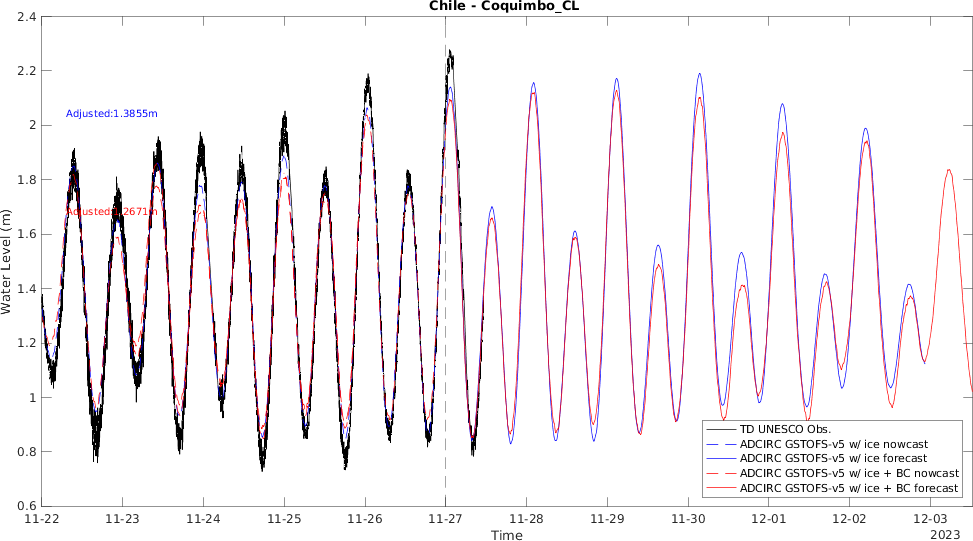 Chile - Coquimbo_CL
2.4
2.2
2
1.8
1.6
1.4
1.2
1
0.8
0.6
Water Level (m)
Adjusted:1.3855m
Adjusted:1.2671m
TD UNESCO Obs.
ADCIRC GSTOFS-v5 w/ ice nowcast
ADCIRC GSTOFS-v5 w/ ice forecast
ADCIRC GSTOFS-v5 w/ ice + BC nowcast
ADCIRC GSTOFS-v5 w/ ice + BC forecast
11-22 11-23 11-24 11-25 11-26 11-27 11-28 11-29 11-30 12-01 12-02 12-03
Time
2023